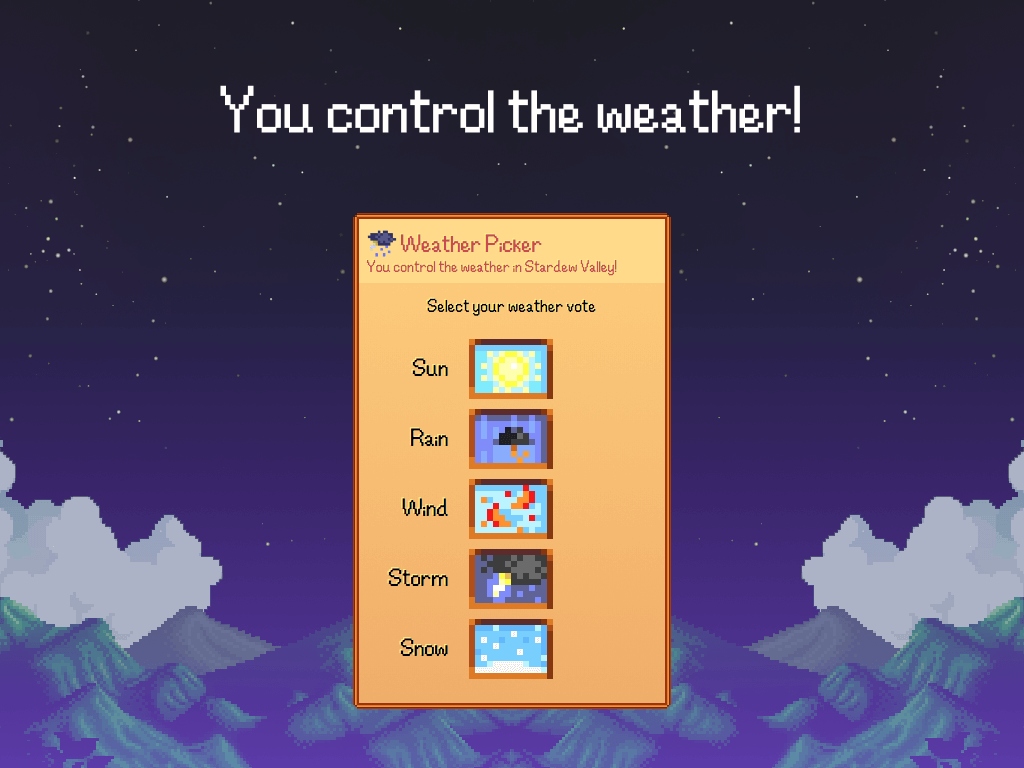 You control the weather!
Weather Picker
You control the weather in Stardew Valley!
Select your weather vote
Sun
Rain
Wind
Storm
Snow